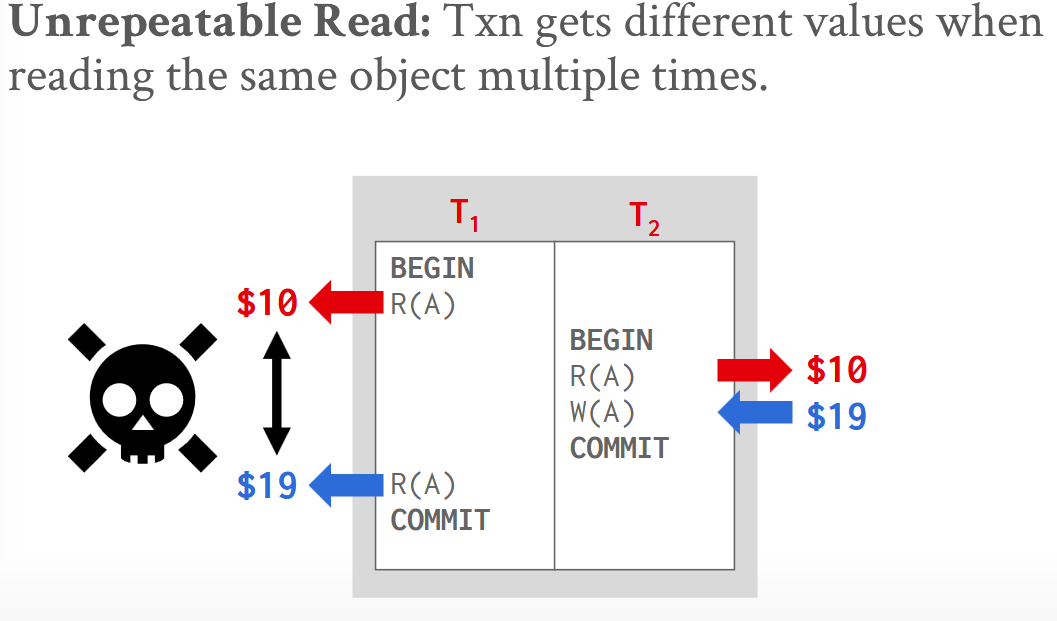 Unrepeatable Read: Txn gets different values when
reading the same object multiple times.
T1 T2
BEGIN
$10 R(A)
BEGIN
R(A) $10
W(A) $19
COMMIT
$19 R(A)
COMMIT